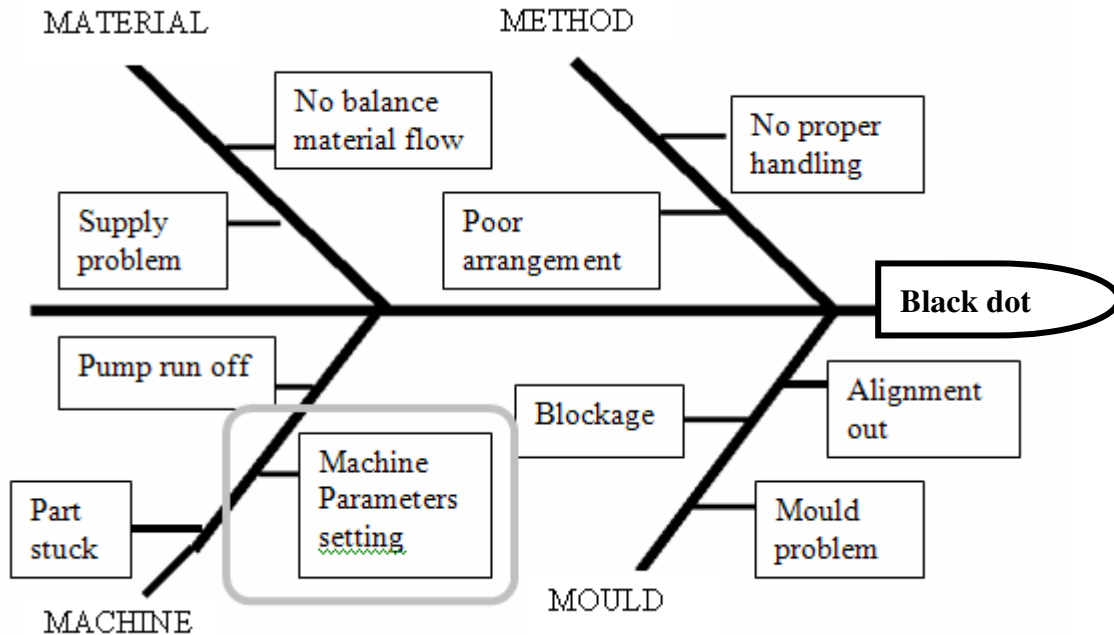 MATERIAL
METHOD
No balance
material flow
No proper
handling
Supply
problem
Poor
arrangement
Black dot
Pump run off
Alignment
out
Blockage
Machine
Parameters
setting
Part
stuck
Mould
problem
MACHINE
MOULD